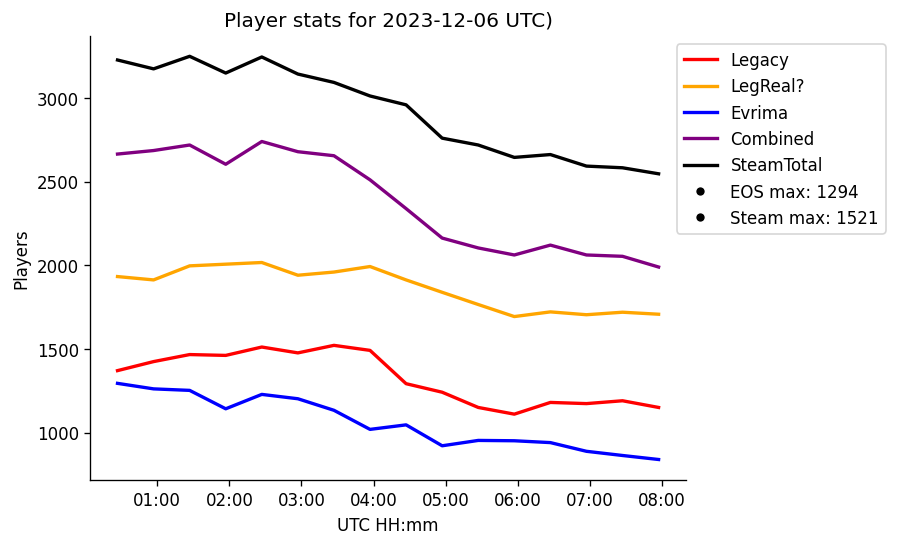 Player stats for 2023-12-06 UTC)
Players
3000
2500
2000
1500
1000
01:00 02:00 03:00 04:00 05:00 06:00 07:00 08:00
UTC HH:mm
Legacy
LegReal?
Evrima
Combined
SteamTotal
EOS max: 1294
Steam max: 1521